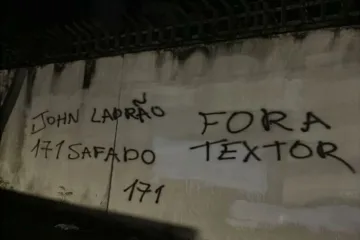 JOHN LADRÃO
171 SAFADO
171
FORA
TEXTOR